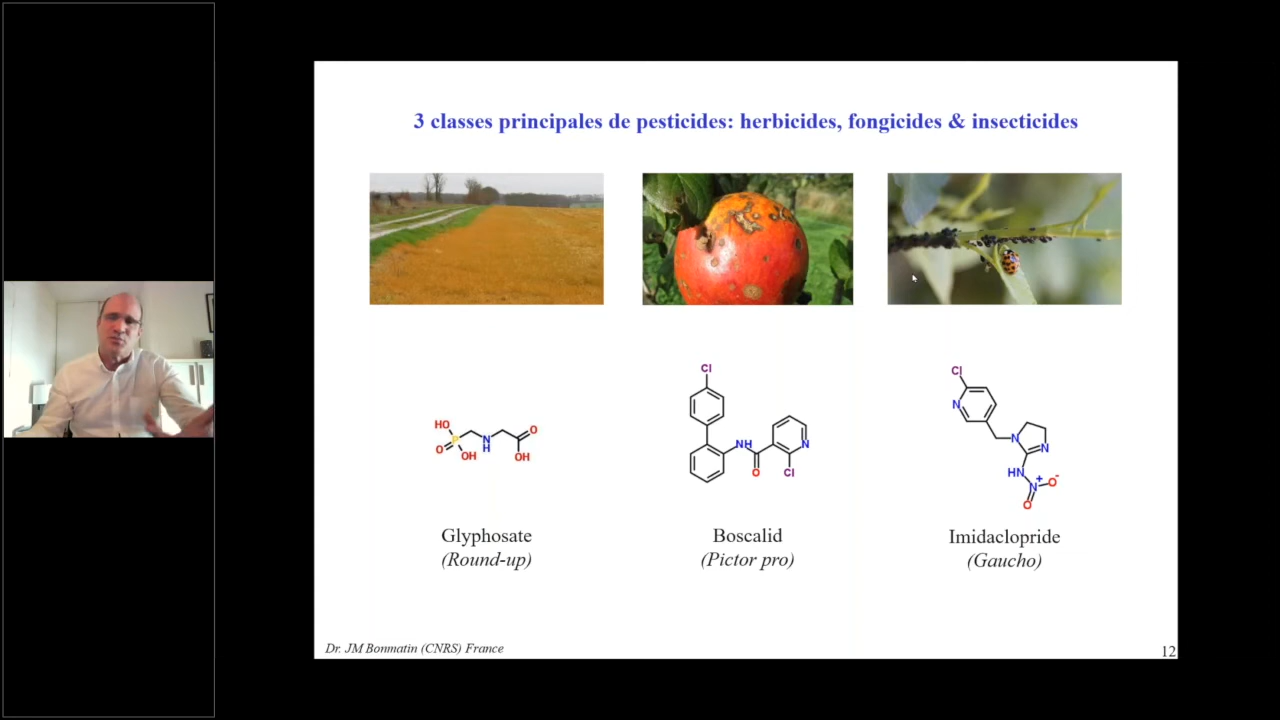 3 classes principales de pesticides: herbicides, fongicides & insecticides
Cl
Cl
N
HO
P
O
OH
N
H
O
OH
NH
O
N
Cl
N
N
HN
N+
O-
O
Glyphosate
(Round-up)
Boscalid
(Pictor pro)
Imidaclopride
(Gaucho)
Dr. JM Bonmatin (CNRS) France
12